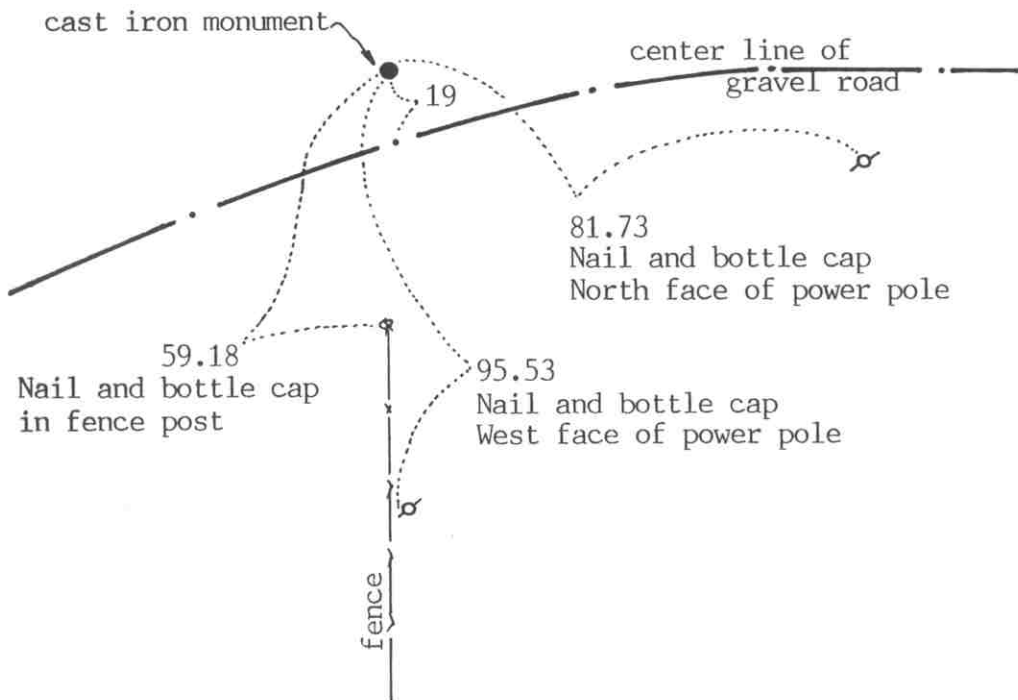 cast iron monument
center line of
gravel road
19
81.73
Nail and bottle cap
North face of power pole
59.18
Nail and bottle cap
in fence post
95.53
Nail and bottle cap
West face of power pole
fence